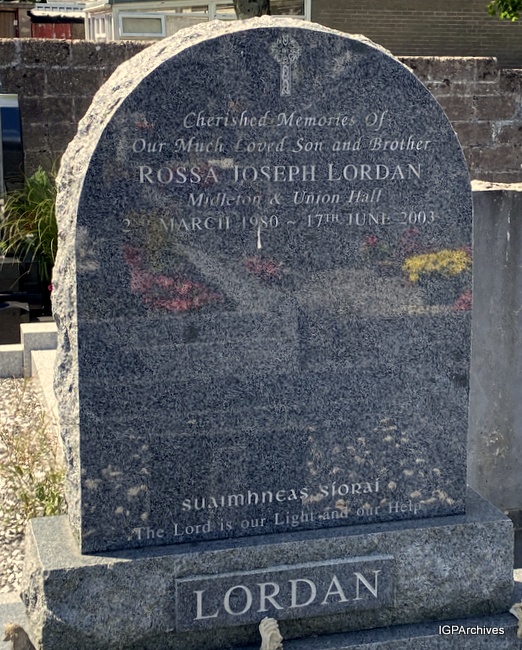 Cherished Memories Of
Our Much Loved Son and Brother
ROSSA JOSEPH LORDAN
Midleton & Union Hall
MARCH 1980 ~ 17TH JUNE 2003
Suaimhneas Síoraí
The Lord is our Light and our Help
LORDAN
IGPArchives